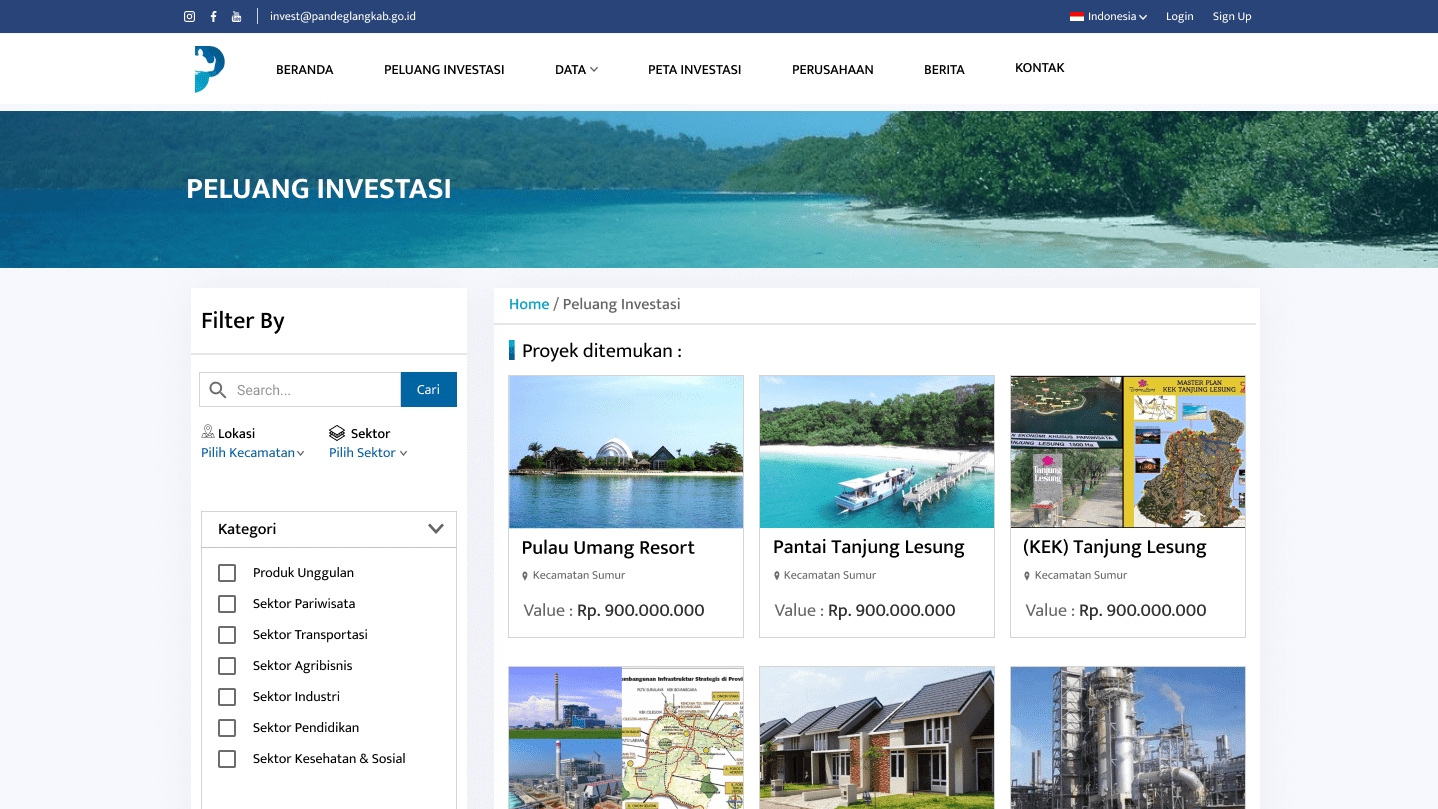 invest@pandeglangkab.go.id
Indonesia
Login
Sign Up
BERANDA
PELUANG INVESTASI
DATA
PETA INVESTASI
PERUSAHAAN
BERITA
KONTAK
PELUANG INVESTASI
Filter By
Search...
Cari
Lokasi
Pilih Kecamatan
Sektor
Pilih Sektor
Kategori
Produk Unggulan
Sektor Pariwisata
Sektor Transportasi
Sektor Agribisnis
Sektor Industri
Sektor Pendidikan
Sektor Kesehatan & Sosial
Home / Peluang Investasi
Proyek ditemukan :
Pulau Umang Resort
Kecamatan Sumur
Value : Rp. 900.000.000
Pantai Tanjung Lesung
Kecamatan Sumur
Value : Rp. 900.000.000
MASTER PLAN
KEK TANJUNG LESUNG
Tanjung
Lesung
(KEK) Tanjung Lesung
Kecamatan Sumur
Value : Rp. 900.000.000
Infrastruktur Strategis di